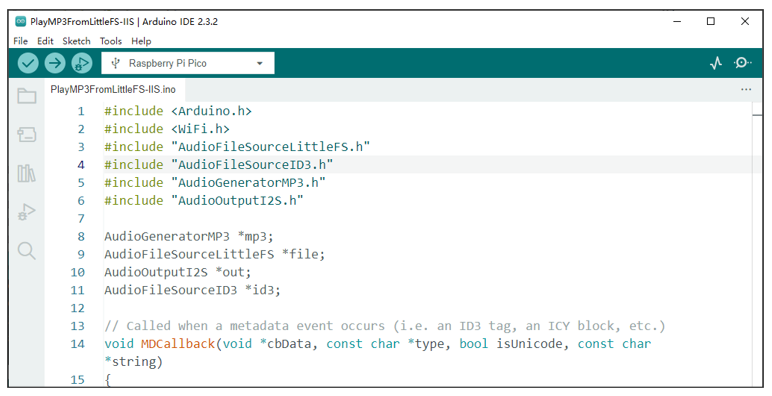 PlayMP3FromLittleFS-IIS | Arduino IDE 2.3.2
File Edit Sketch Tools Help
Raspberry Pi Pico
PlayMP3FromLittleFS-IIS.ino
1 #include <Arduino.h>
2 #include <WiFi.h>
3 #include "AudioFileSourceLittleFS.h"
4 #include "AudioFileSourceID3.h"
5 #include "AudioGeneratorMP3.h"
6 #include "AudioOutputI2S.h"
7
8 AudioGeneratorMP3 *mp3;
9 AudioFileSourceLittleFS *file;
10 AudioOutputI2S *out;
11 AudioFileSourceID3 *id3;
12
13 // Called when a metadata event occurs (i.e. an ID3 tag, an ICY block, etc.)
14 void MDCallback(void *cbData, const char *type, bool isUnicode, const char
*string)
15 {